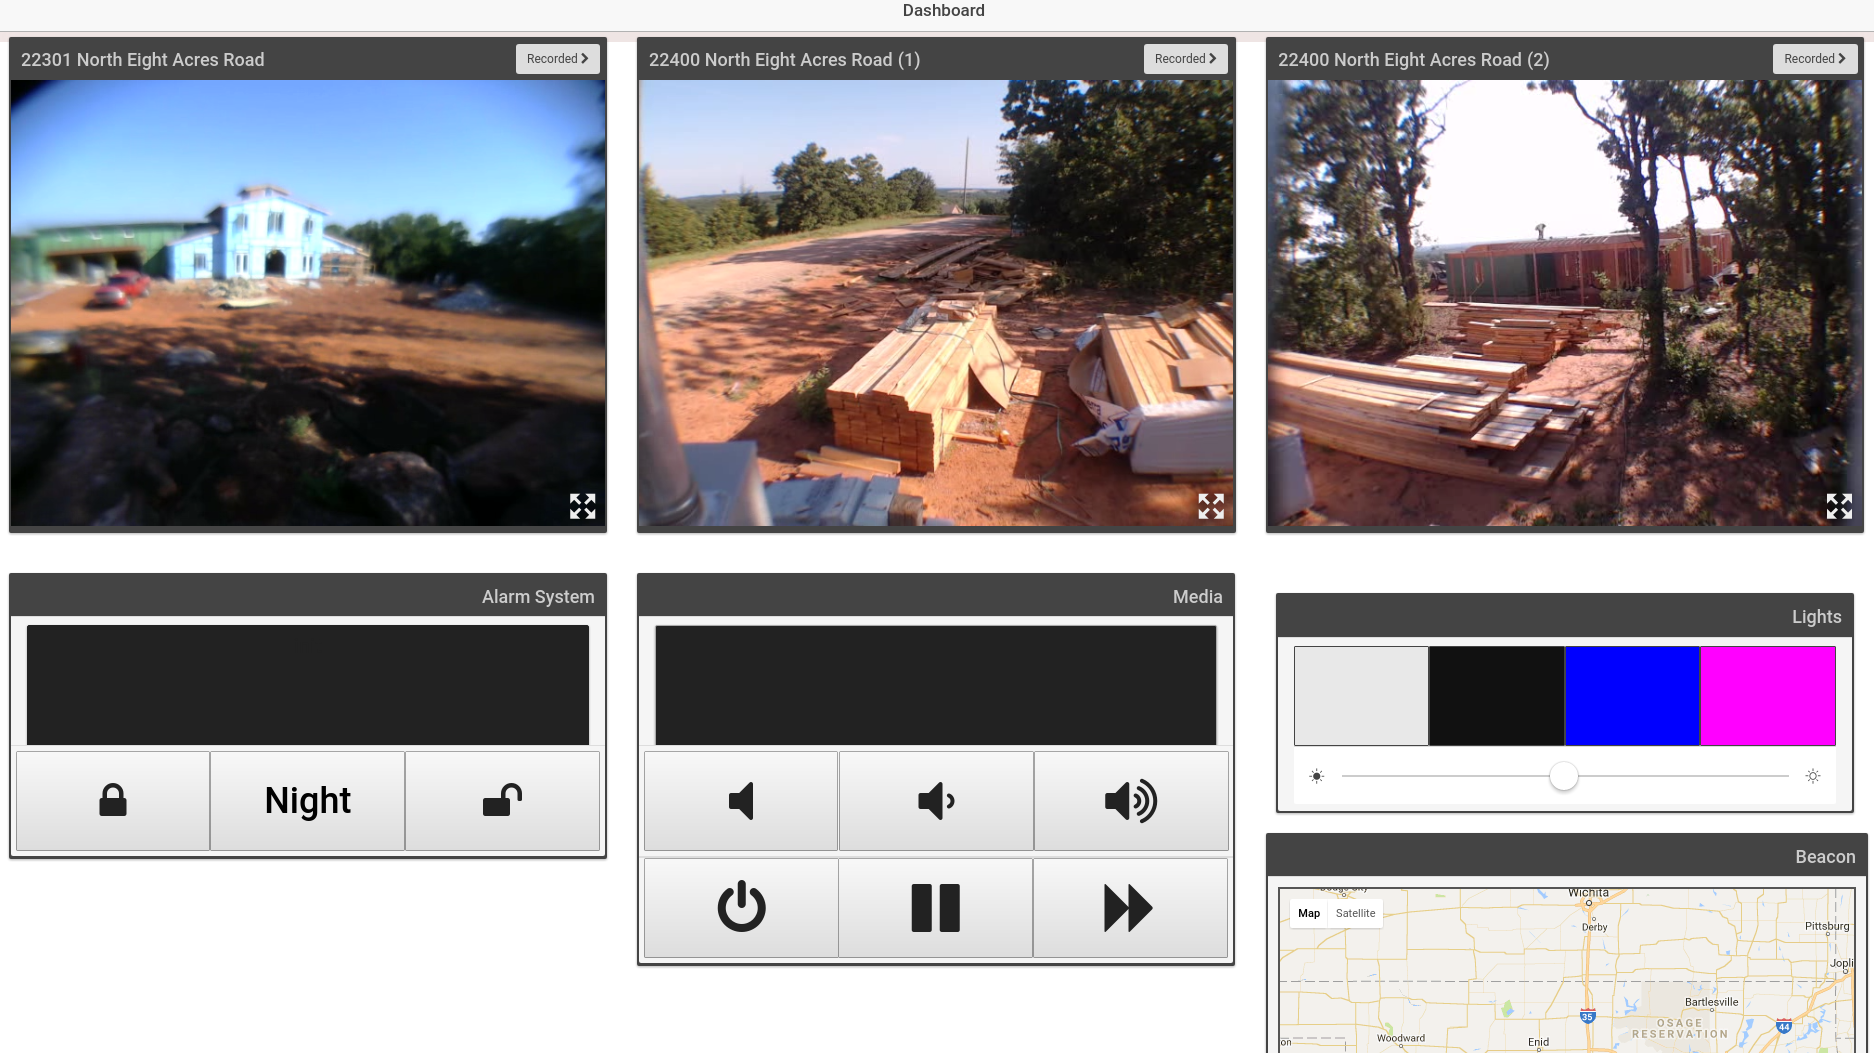 Dashboard
22301 North Eight Acres Road
Recorded
22400 North Eight Acres Road (1)
Recorded
22400 North Eight Acres Road (2)
Recorded
Alarm System
Night
Media
Lights
Beacon
Map
Satellite
Wichita
Derby
Pittsburg
Jopli
Bartlesville
35
44
OSAGE
RESERVATION
Woodward
Enid
on